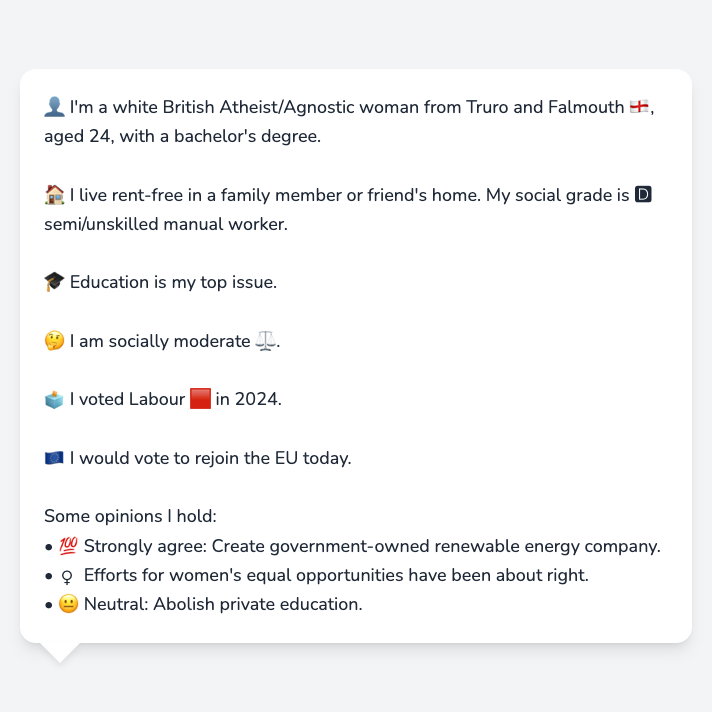 👤 I'm a white British Atheist/Agnostic woman from Truro and Falmouth 🏴󠁧󠁢󠁥󠁮󠁧󠁿,
aged 24, with a bachelor's degree.
🏠 I live rent-free in a family member or friend's home. My social grade is 🅳
semi/unskilled manual worker.
🎓 Education is my top issue.
🤔 I am socially moderate ⚖️.
🗳️ I voted Labour 🟥 in 2024.
🇪🇺 I would vote to rejoin the EU today.
Some opinions I hold:
• 💯 Strongly agree: Create government-owned renewable energy company.
• ♀ Efforts for women's equal opportunities have been about right.
• 😐 Neutral: Abolish private education.